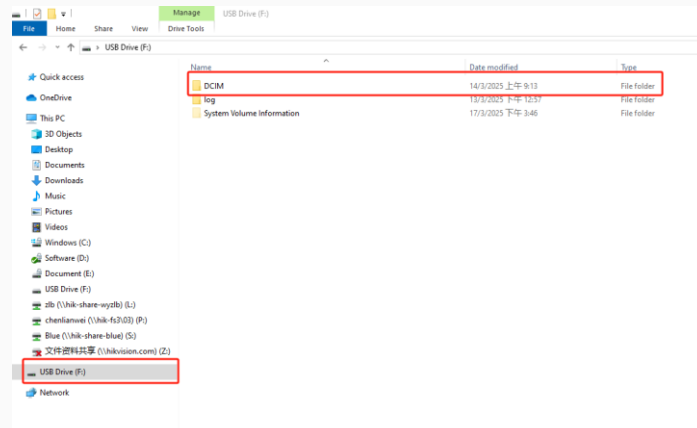 Manage USB Drive (F:)
File Home Share View Drive Tools
USB Drive (F:)
Name Date modified Type
Quick access
DCIM 14/3/2025 上午 9:13 File folder
OneDrive
log 13/3/2025 下午 12:57 File folder
System Volume Information 17/3/2025 下午 3:46 File folder
This PC
3D Objects
Desktop
Documents
Downloads
Music
Pictures
Videos
Windows (C:)
Software (D:)
Document (E:)
USB Drive (F:)
zlb (\\hik-share-wyzlb) (L:)
chenlianwei (\\hik-fs3\03) (P:)
Blue (\\hik-share-blue) (S:)
文件资料共享 (\\hikvision.com) (Z:)
USB Drive (F:)
Network